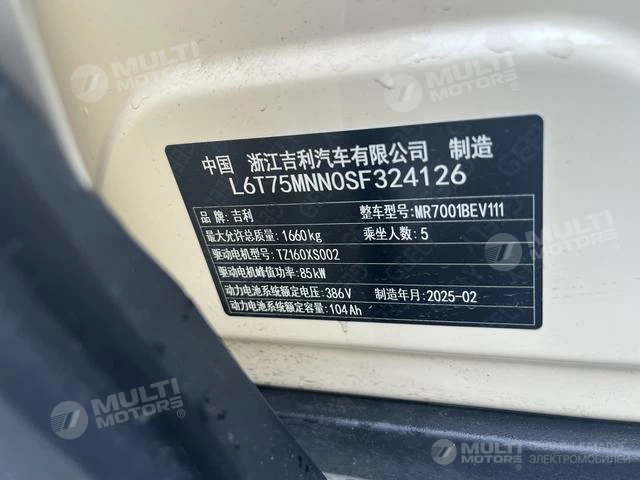 MULTI
MOTORS®
MULTI
MOTORS®
中国 浙江吉利汽车有限公司 制造
L6T75MNN0SF324126
品牌:吉利 整车型号:MR7001BEV111
最大允许总质量:1660kg 乘坐人数:5
驱动电机型号:TZ160XS002
驱动电机峰值功率:85kW
动力电池系统额定电压:386V 制造年月:2025-02
动力电池系统额定容量:104Ah
MULTI
MOTORS®
MULTI
MOTORS®
ОНЛАЙН-КАТАЛОГ
ЭЛЕКТРОМОБИЛЕЙ